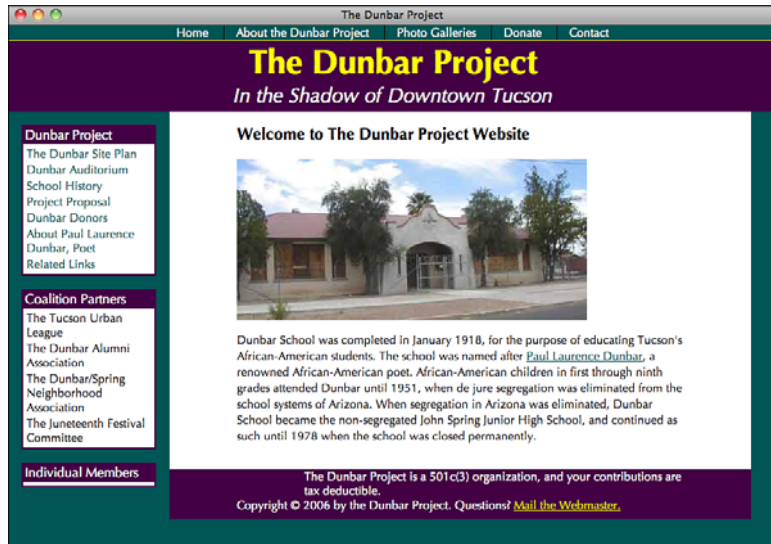 The Dunbar Project
Home About the Dunbar Project Photo Galleries Donate Contact
The Dunbar Project
In the Shadow of Downtown Tucson
Dunbar Project
The Dunbar Site Plan
Dunbar Auditorium
School History
Project Proposal
Dunbar Donors
About Paul Laurence
Dunbar, Poet
Related Links
Coalition Partners
The Tucson Urban
League
The Dunbar Alumni
Association
The Dunbar/Spring
Neighborhood
Association
The Juneteenth Festival
Committee
Individual Members
Welcome to The Dunbar Project Website
Dunbar School was completed in January 1918, for the purpose of educating Tucson's
African-American students. The school was named after Paul Laurence Dunbar, a
renowned African-American poet. African-American children in first through ninth
grades attended Dunbar until 1951, when de jure segregation was eliminated from the
school systems of Arizona. When segregation in Arizona was eliminated, Dunbar
School became the non-segregated John Spring Junior High School, and continued as
such until 1978 when the school was closed permanently.
The Dunbar Project is a 501c(3) organization, and your contributions are
tax deductible.
Copyright © 2006 by the Dunbar Project. Questions? Mail the Webmaster.